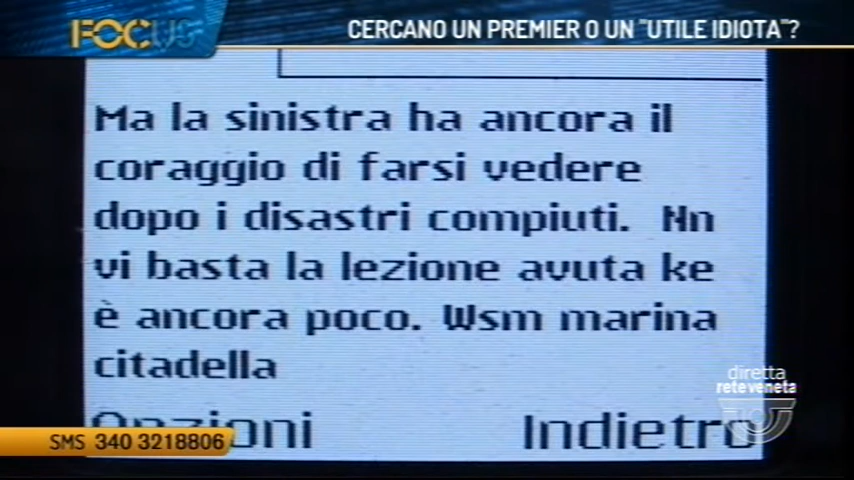 FOCUS
CERCANO UN PREMIER O UN "UTILE IDIOTA"?
Ma la sinistra ha ancora il
coraggio di farsi vedere
dopo i disastri compiuti. Nn
vi basta la lezione avuta ke
è ancora poco. Wsm marina
citadella
Opzioni Indietro
diretta
reteveneta
SMS 340 3218806